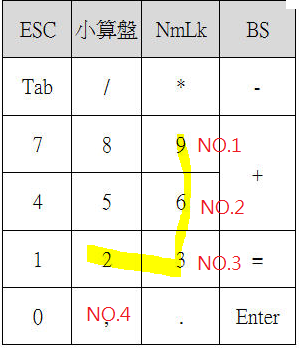 ESC 小算盤 NmLk BS
Tab / * -
7 8 9 NO.1 +
4 5 6 NO.2
1 2 3 NO.3 =
0 NO.4 , . Enter